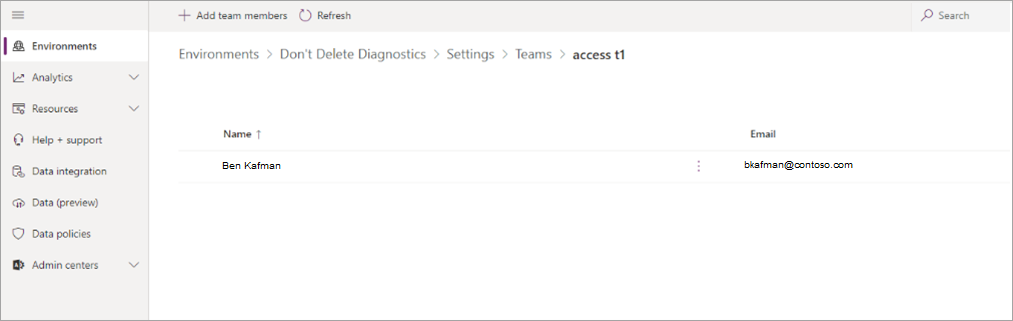 + Add team members Refresh Search
Environments
Environments > Don't Delete Diagnostics > Settings > Teams > access t1
Analytics
Resources
Help + support
Data integration
Data (preview)
Data policies
Admin centers
Name ↑ Email
Ben Kafman bkafman@contoso.com